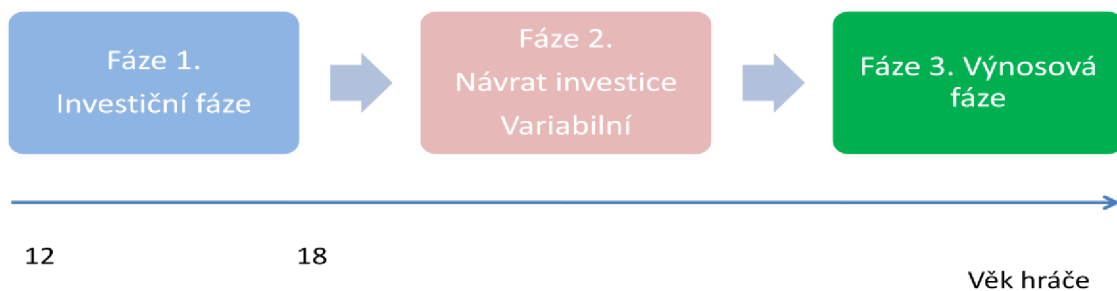 Fáze 1.
Investiční fáze
Fáze 2.
Návrat investice
Variabilní
Fáze 3. Výnosová
fáze
12
18
Věk hráče